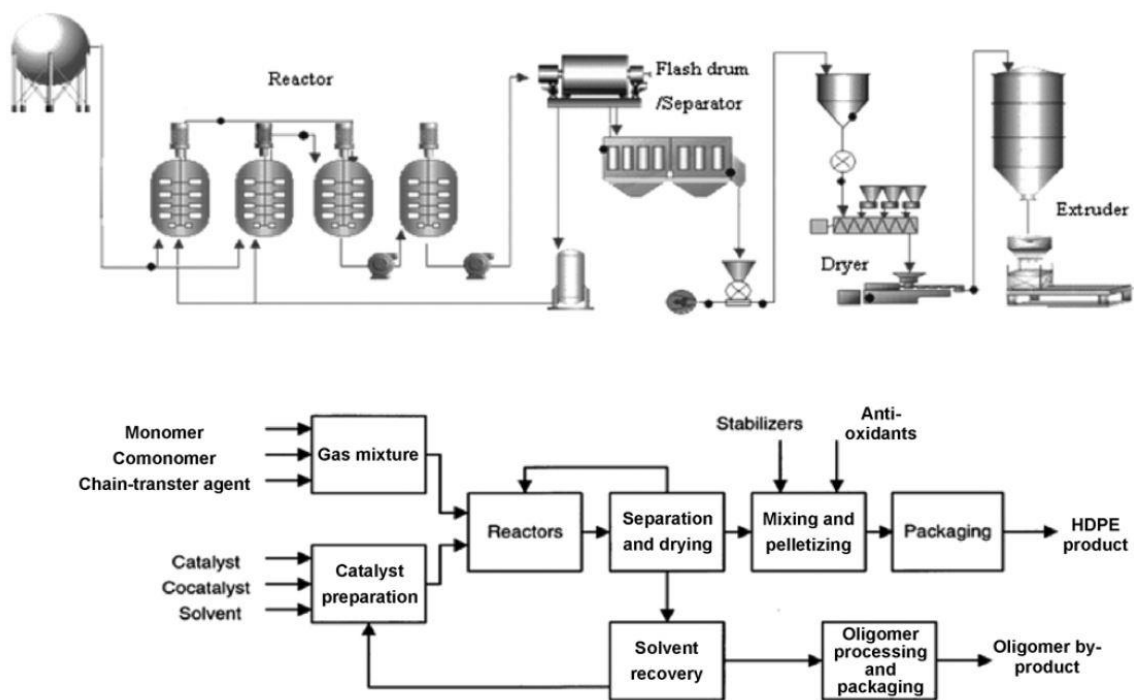 Reactor
Flash drum
/Separator
Extruder
Dryer
Monomer
Comonomer
Chain-transter agent
Gas mixture
Catalyst
Cocatalyst
Solvent
Catalyst
preparation
Reactors
Separation
and drying
Stabilizers
Anti-
oxidants
Mixing and
pelletizing
Packaging
HDPE
product
Solvent
recovery
Oligomer
processing
and
packaging
Oligomer by-
product